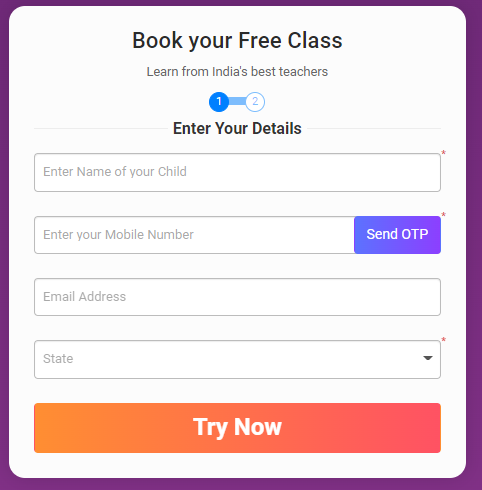 Book your Free Class
Learn from India's best teachers
1 2
Enter Your Details
Enter Name of your Child *
Enter your Mobile Number Send OTP *
Email Address
State *
Try Now